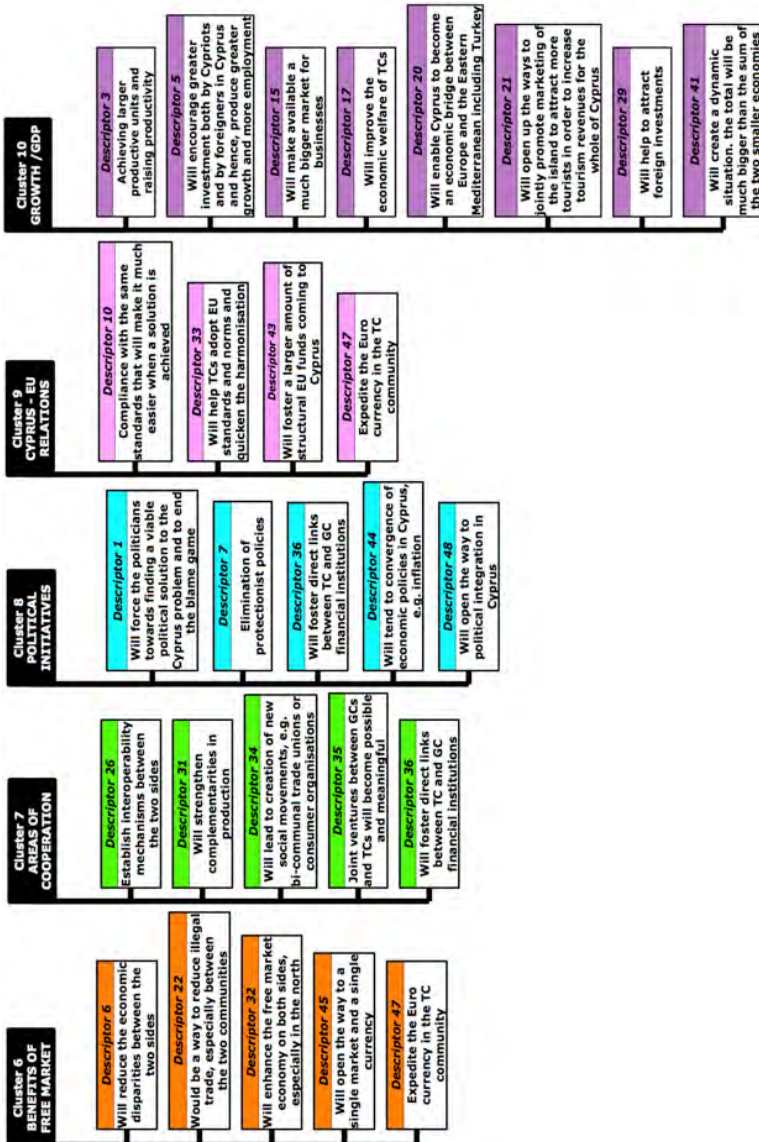 Cluster 6
BENEFITS OF
FREE MARKET
Descriptor 6
Will reduce the economic
disparities between the
two sides
Descriptor 22
Would be a way to reduce illegal
trade, especially between
the two communities
Descriptor 32
Will enhance the free market
economy on both sides,
especially in the north
Descriptor 45
Will open the way to a
single market and a single
currency
Descriptor 47
Expedite the Euro
currency in the TC
community
Cluster 7
AREAS OF
COOPERATION
Descriptor 26
Establish interoperability
mechanisms between
the two sides
Descriptor 31
Will strengthen
complementarities in
production
Descriptor 34
Will lead to creation of new
social movements, e.g.
bi-communal trade unions or
consumer organisations
Descriptor 35
Joint ventures between GCs
and TCs will become possible
and meaningful
Descriptor 36
Will foster direct links
between TC and GC
financial institutions
Cluster 8
POLITICAL
INITIATIVES
Descriptor 1
Will force the politicians
towards finding a viable
political solution to the
Cyprus problem and to end
the blame game
Descriptor 7
Elimination of
protectionist policies
Descriptor 36
Will foster direct links
between TC and GC
financial institutions
Descriptor 44
Will tend to convergence of
economic policies in Cyprus,
e.g. inflation
Descriptor 48
Will open the way to
political integration in
Cyprus
Cluster 9
CYPRUS - EU
RELATIONS
Descriptor 10
Compliance with the same
standards that will make it much
easier when a solution is
achieved
Descriptor 33
Will help TCs adopt EU
standards and norms and
quicken the harmonisation
Descriptor 43
Will foster a larger amount of
structural EU funds coming to
Cyprus
Descriptor 47
Expedite the Euro
currency in the TC
community
Cluster 10
GROWTH /GDP
Descriptor 3
Achieving larger
productive units and
raising productivity
Descriptor 5
Will encourage greater
investment both by Cypriots
and by foreigners in Cyprus
and hence, produce greater
growth and more employment
Descriptor 15
Will make available a
much bigger market for
businesses
Descriptor 17
Will improve the
economic welfare of TCs
Descriptor 20
Will enable Cyprus to become
an economic bridge between
Europe and the Eastern
Mediterranean including Turkey
Descriptor 21
Will open up the ways to
jointly promote marketing of
the island to attract more
tourists in order to increase
tourism revenues for the
whole of Cyprus
Descriptor 29
Will help to attract
foreign investments
Descriptor 41
Will create a dynamic
situation. the total will be
much bigger than the sum of
the two smaller economies